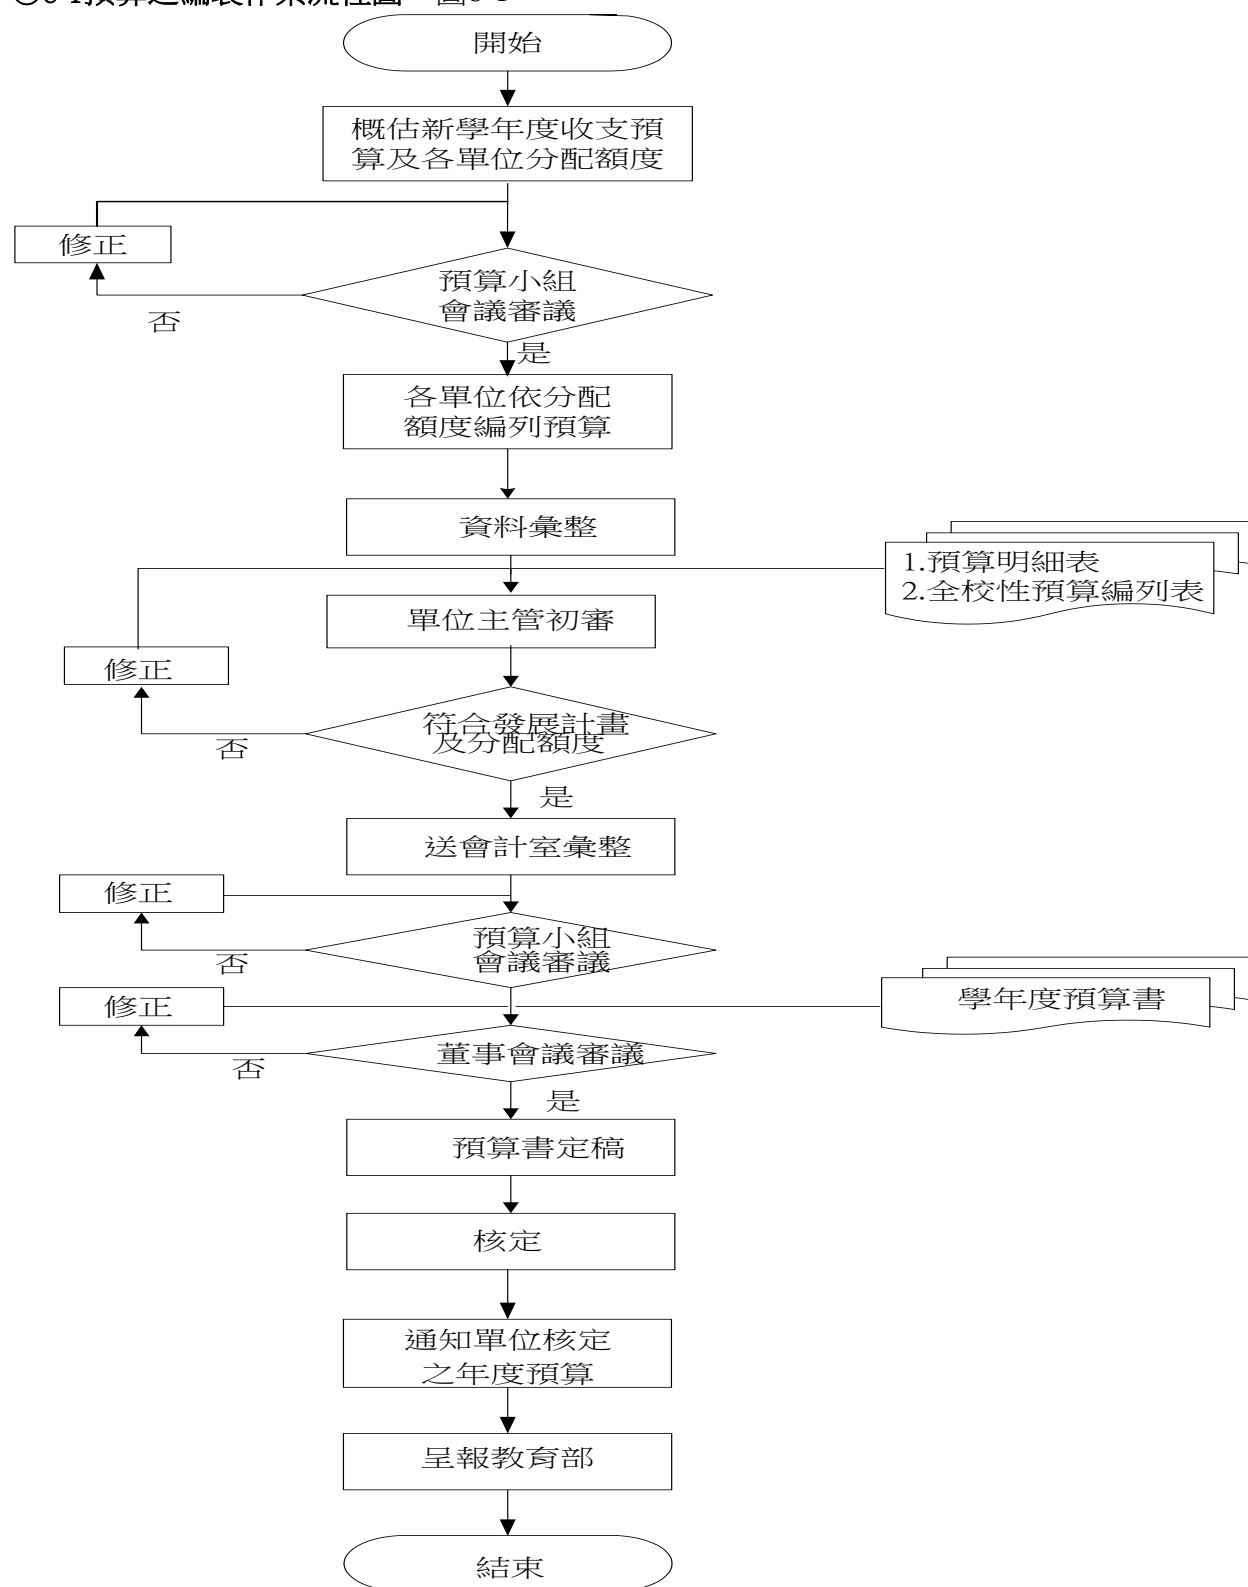 開始
概估新學年度收支預
算及各單位分配額度
修正
預算小組
會議審議
否
是
各單位依分配
額度編列預算
資料彙整
1.預算明細表
2.全校性預算編列表
單位主管初審
修正
符合發展計畫
及分配額度
否
是
送會計室彙整
修正
預算小組
會議審議
否
修正
學年度預算書
董事會議審議
否
是
預算書定稿
核定
通知單位核定
之年度預算
呈報教育部
結束